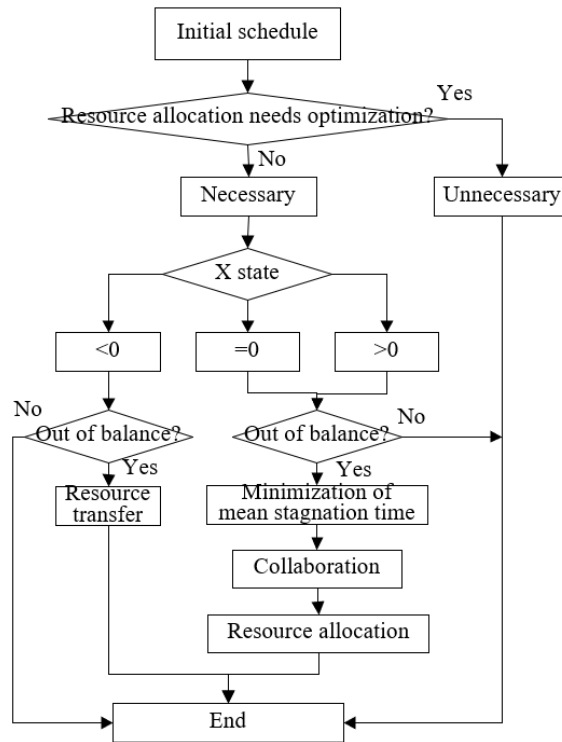 Initial schedule
Yes
Resource allocation needs optimization?
No
Necessary
Unnecessary
X state
<0
=0
>0
No
Out of balance?
Yes
Out of balance?
No
Yes
Resource
transfer
Minimization of
mean stagnation time
Collaboration
Resource allocation
End